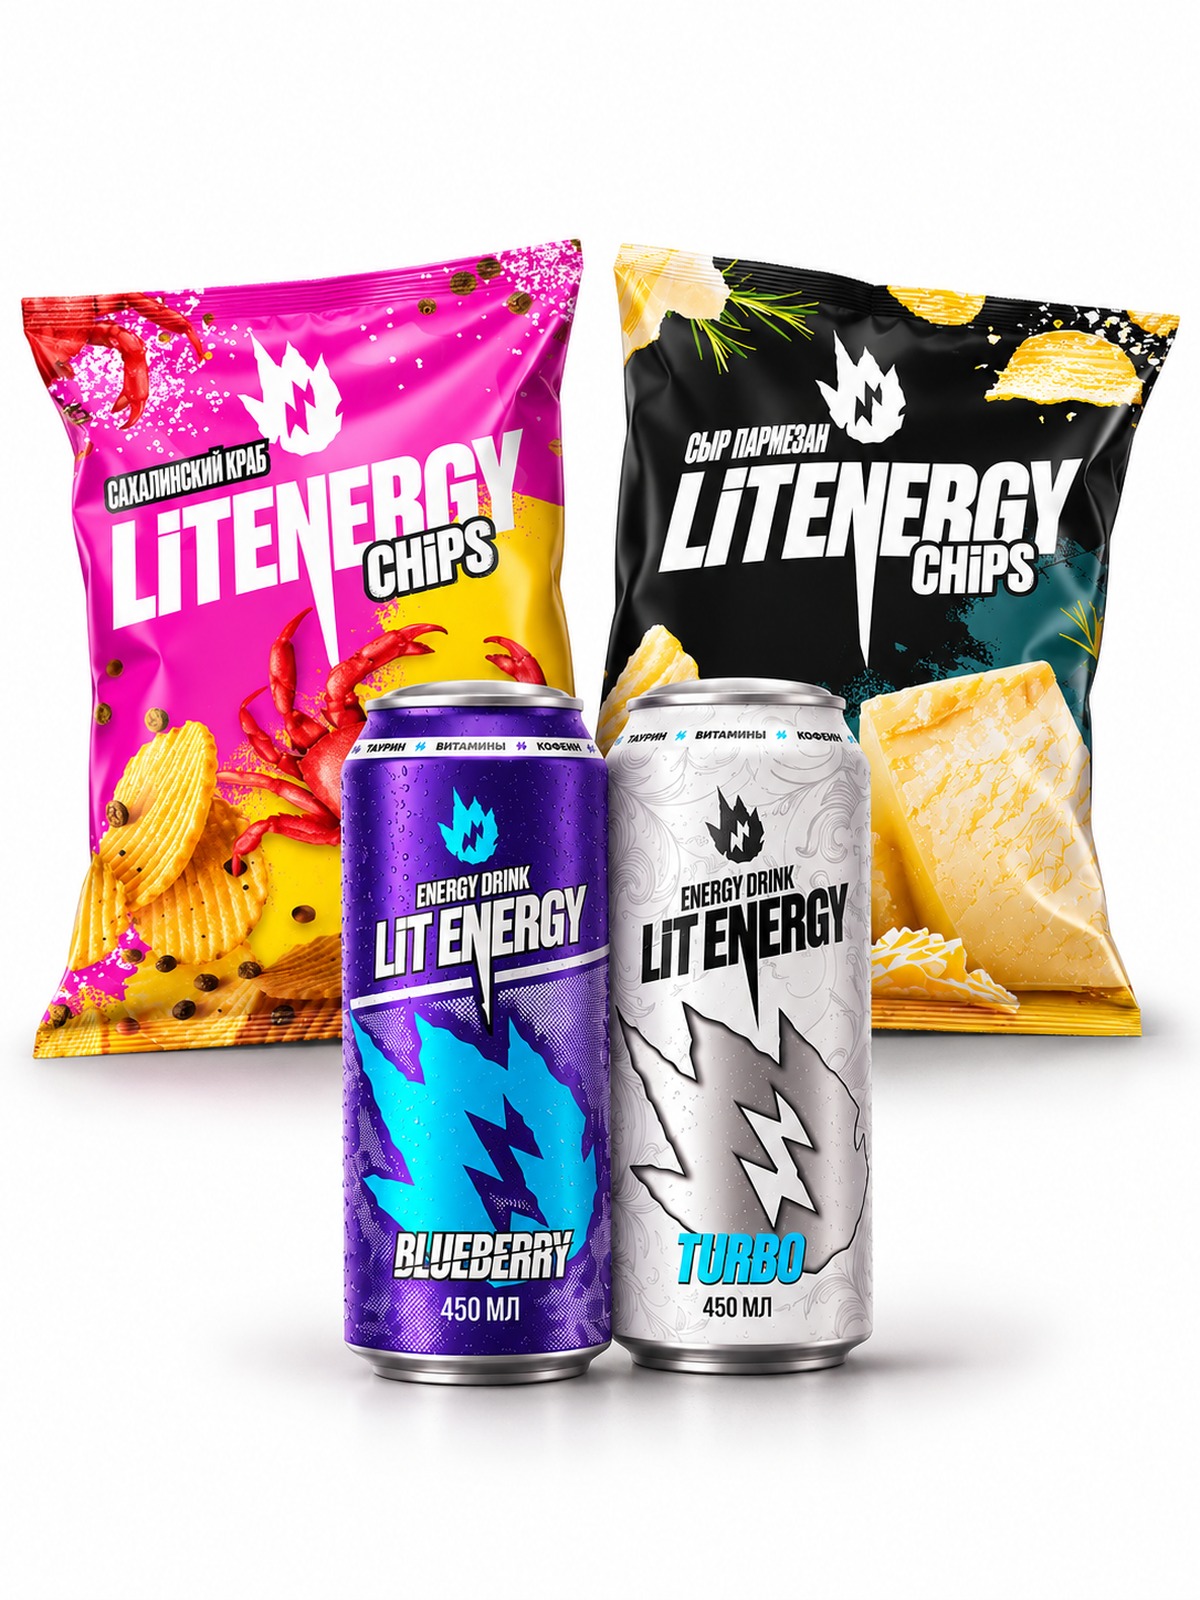 САХАЛИНСКИЙ КРАБ
LiTENERGY
CHiPS
СЫР ПАРМЕЗАН
LiTENERGY
CHiPS
ТАУРИН ВИТАМИНЫ КОФЕИН
ENERGY DRINK
LiT ENERGY
BLUEBERRY
450 МЛ
ТАУРИН ВИТАМИНЫ КОФЕИН
ENERGY DRINK
LiT ENERGY
TURBO
450 МЛ